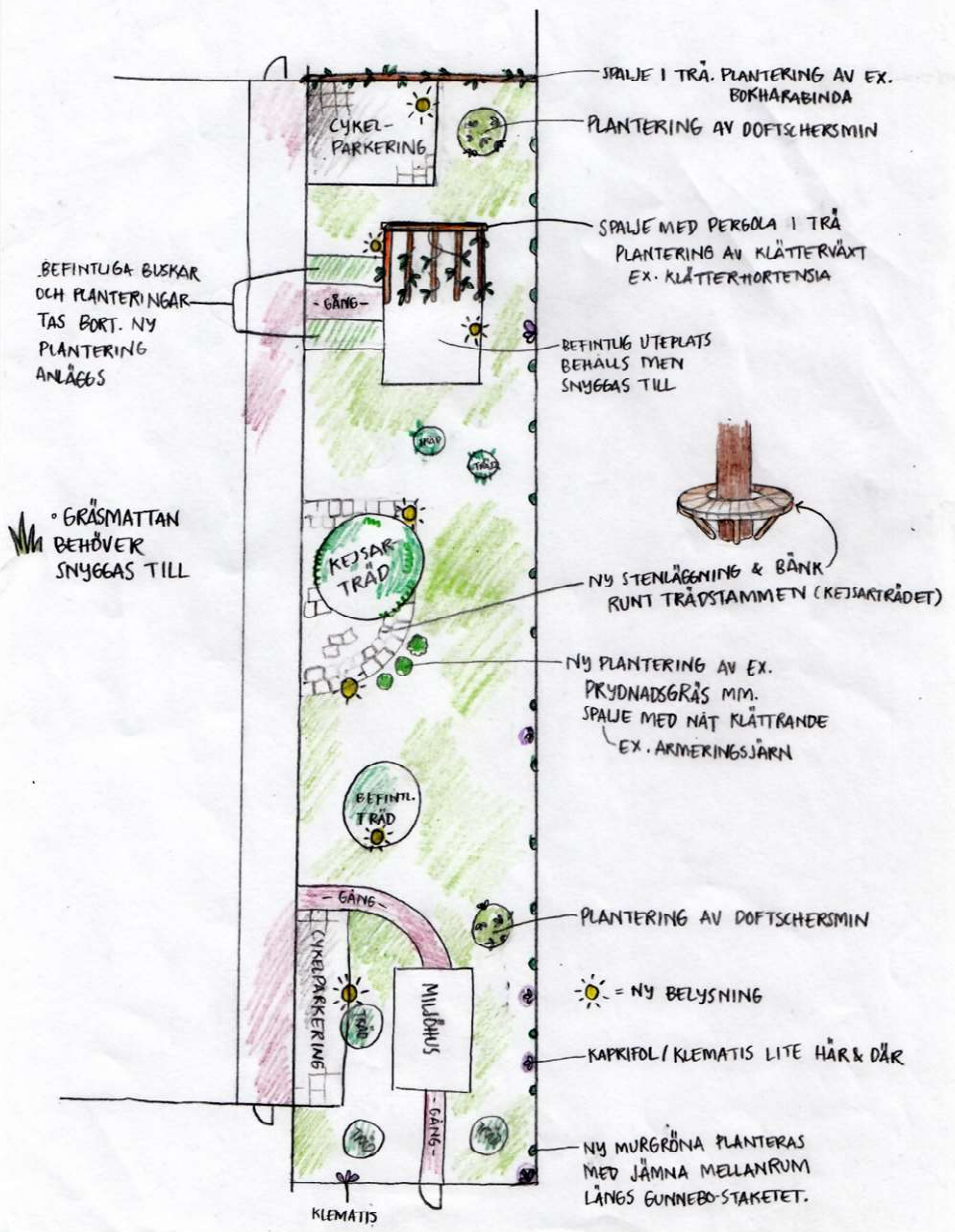 SPALJE I TRÄ. PLANTERING AV EX.
BOKHARABINDA
PLANTERING AV DOFTSCHERSMIN
CYKEL-
PARKERING
SPALJE MED PERGOLA I TRÄ
PLANTERING AV KLÄTTERVÄXT
EX. KLÄTTERHORTENSIA
BEFINTLIGA BUSKAR
OCH PLANTERINGAR
TAS BORT. NY
PLANTERING
ANLÄGGS
- GÅNG -
BEFINTLIG UTEPLATS
BEHÅLLS MEN
SNYGGAS TILL
TRÄD
TRÄD
° GRÄSMATTAN
BEHÖVER
SNYGGAS TILL
KEJSAR-
TRÄD
NY STENLÄGGNING & BÄNK
RUNT TRÄDSTAMMEN (KEJSARTRÄDET)
NY PLANTERING AV EX.
PRYDNADSGRÄS MM.
SPALJE MED NÄT KLÄTTRANDE
EX. ARMERINGSJÄRN
BEFINTL.
TRÄD
- GÅNG -
PLANTERING AV DOFTSCHERSMIN
CYKELPARKERING
TRÄD
MILJÖHUS
= NY BELYSNING
KAPRIFOL/KLEMATIS LITE HÄR & DÄR
- GÅNG -
TRÄD
TRÄD
NY MURGRÖNA PLANTERAS
MED JÄMNA MELLANRUM
LÄNGS GUNNEBO-STAKETET.
KLEMATIS